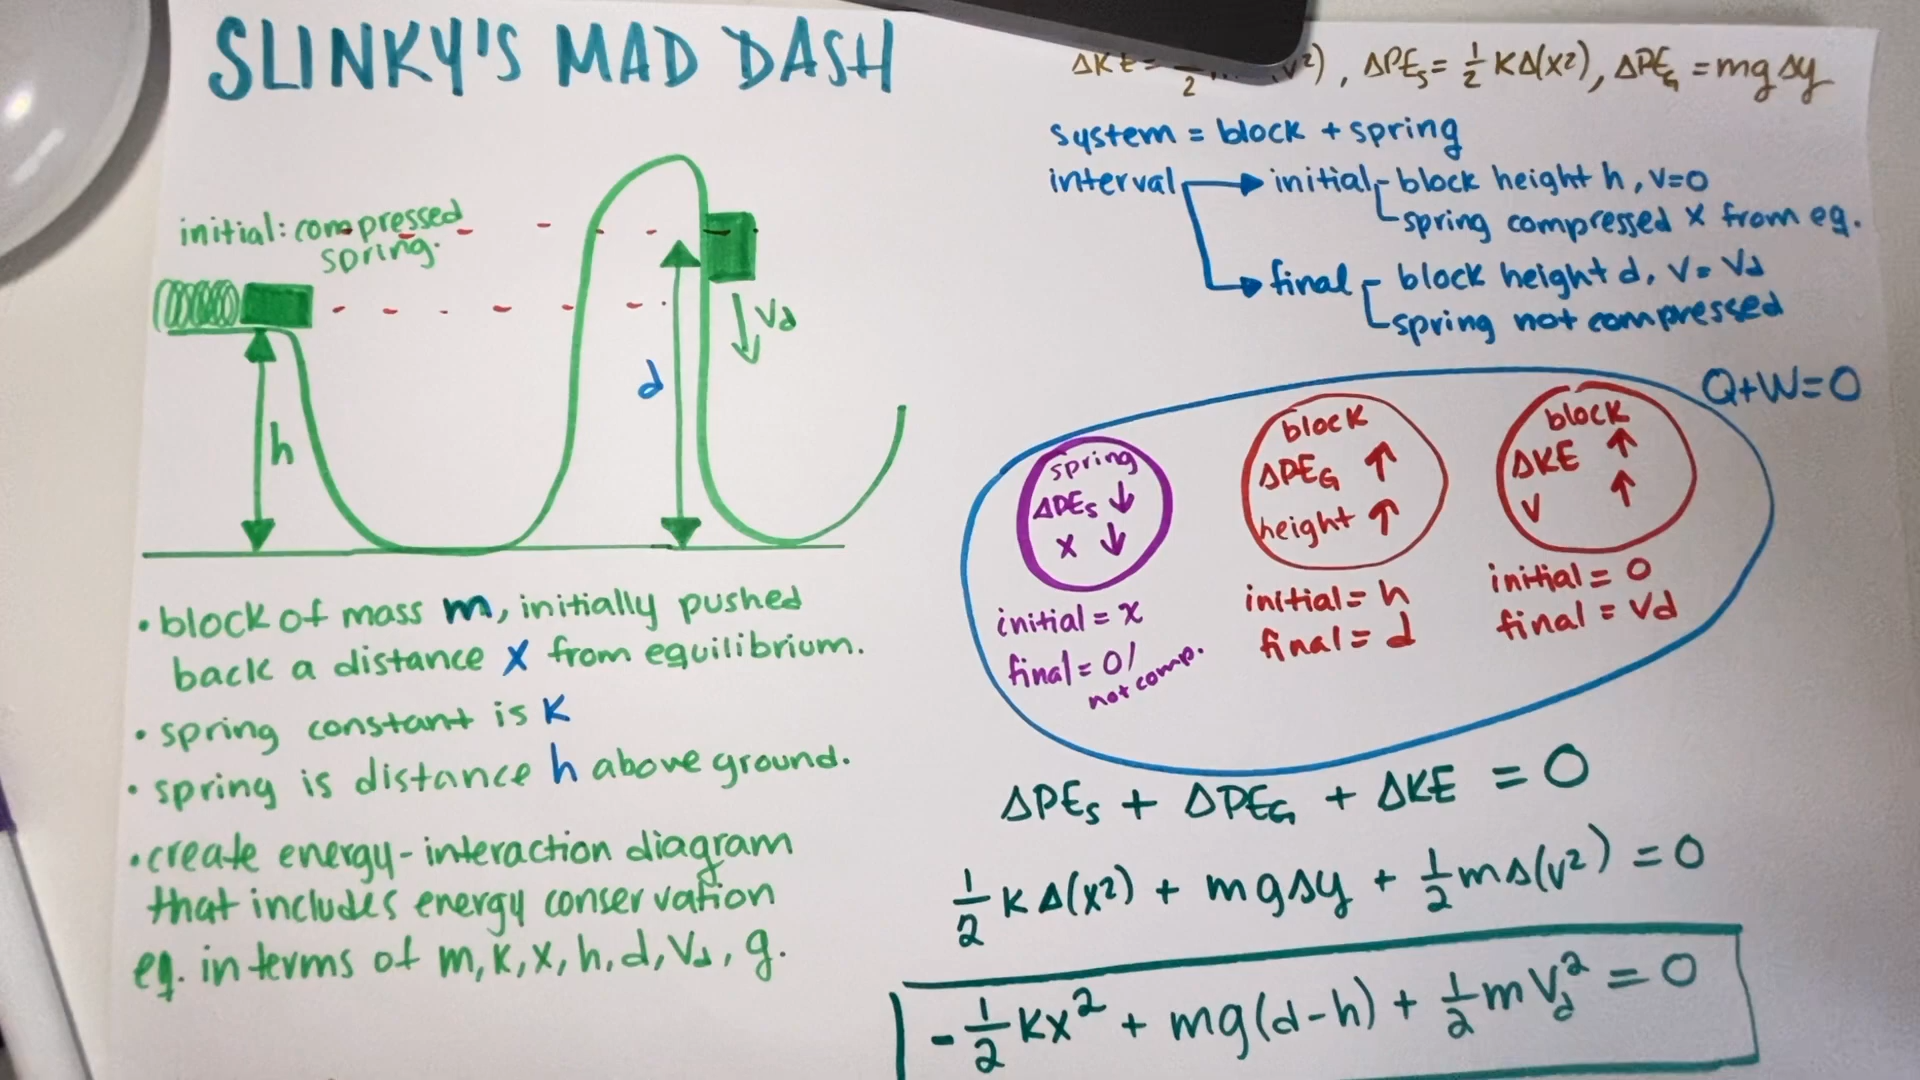 SLINKY'S MAD DASH
initial: compressed
spring.
h
d
Vd
• block of mass m, initially pushed
back a distance x from equilibrium.
• spring constant is K
• spring is distance h above ground.
• create energy-interaction diagram
that includes energy conservation
eq. in terms of m, K, x, h, d, Vd, g.
ΔKE= 2 v²), ΔPEs= ½ KΔ(x²), ΔPEG = mgΔy
system = block + spring
interval → initial - block height h, v=0
spring compressed x from eq.
→ final - block height d, v= Vd
spring not compressed
Q+W=0
spring
ΔPEs ↓
x ↓
initial = x
final = 0/
not comp.
block
ΔPEG ↑
height ↑
initial = h
final = d
block
ΔKE ↑
v ↑
initial = 0
final = Vd
ΔPEs + ΔPEG + ΔKE = 0
½ K Δ(x²) + mgΔy + ½ mΔ(v²) = 0
-½ Kx² + mg(d-h) + ½ m Vd² = 0